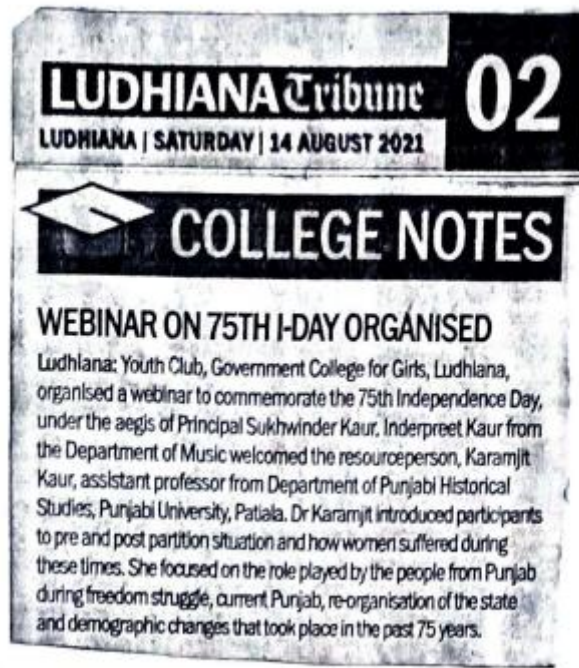 LUDHIANA Tribune
02
LUDHIANA | SATURDAY | 14 AUGUST 2021
COLLEGE NOTES
WEBINAR ON 75TH I-DAY ORGANISED
Ludhiana: Youth Club, Government College for Girls, Ludhiana,
organised a webinar to commemorate the 75th Independence Day,
under the aegis of Principal Sukhwinder Kaur. Inderpreet Kaur from
the Department of Music welcomed the resourceperson, Karamjit
Kaur, assistant professor from Department of Punjabi Historical
Studies, Punjabi University, Patiala. Dr Karamjit introduced participants
to pre and post partition situation and how women suffered during
these times. She focused on the role played by the people from Punjab
during freedom struggle, current Punjab, re-organisation of the state
and demographic changes that took place in the past 75 years.